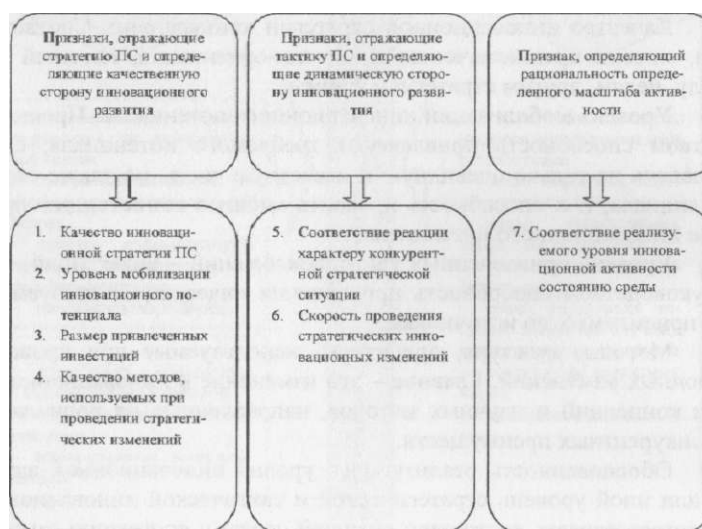 Признаки, отражающие
стратегию ПС и опреде-
ляющие качественную
сторону инновационного
развития
Признаки, отражающие
тактику ПС и определяю-
щие динамическую сторо-
ну инновационного разви-
тия
Признак, определяющий
рациональность опреде-
ленного масштаба актив-
ности
1. Качество инноваци-
онной стратегии ПС
2. Уровень мобилизации
инновационного по-
тенциала
3. Размер привлеченных
инвестиций
4. Качество методов,
используемых при
проведении стратеги-
ческих изменений
5. Соответствие реакции
характеру конкурент-
ной стратегической
ситуации
6. Скорость проведения
стратегических инно-
вационных изменений
7. Соответствие реализу-
емого уровня иннова-
ционной активности
состоянию среды